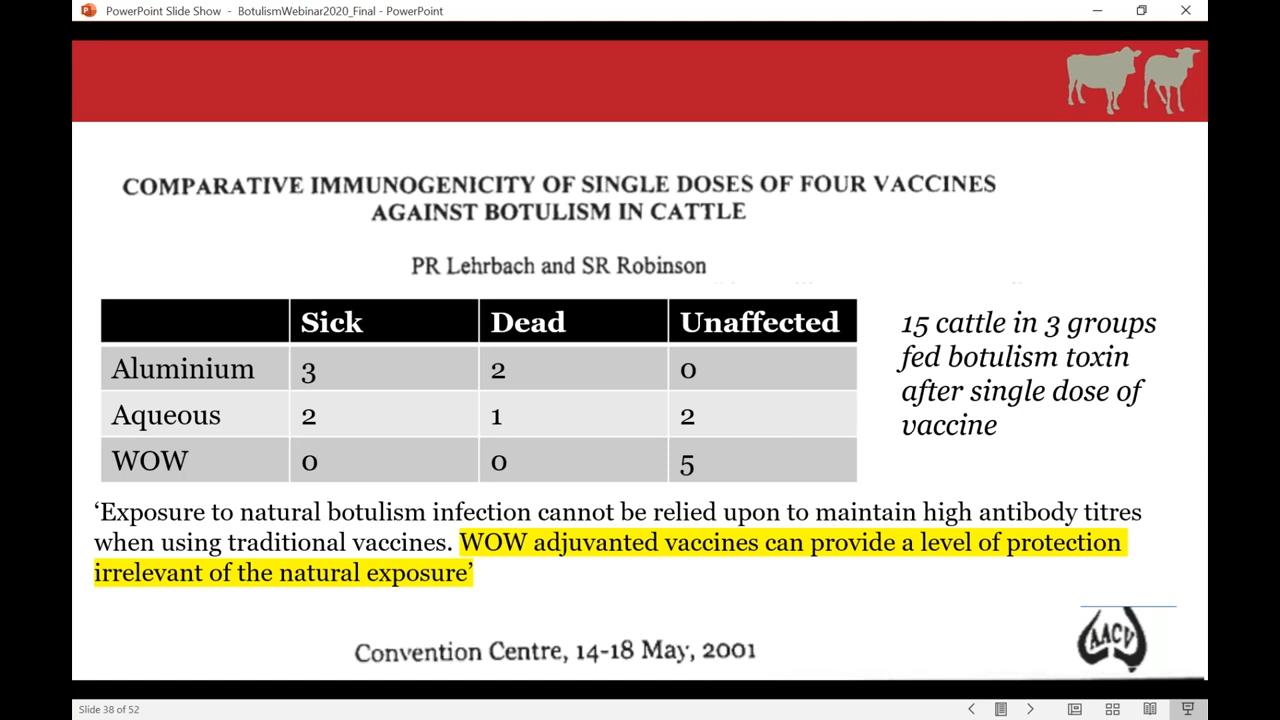 PowerPoint Slide Show - BotulismWebinar2020_Final - PowerPoint
COMPARATIVE IMMUNOGENICITY OF SINGLE DOSES OF FOUR VACCINES
AGAINST BOTULISM IN CATTLE
PR Lehrbach and SR Robinson
Sick Dead Unaffected
Aluminium 3 2 0
Aqueous 2 1 2
WOW 0 0 5
15 cattle in 3 groups
fed botulism toxin
after single dose of
vaccine
‘Exposure to natural botulism infection cannot be relied upon to maintain high antibody titres
when using traditional vaccines. WOW adjuvanted vaccines can provide a level of protection
irrelevant of the natural exposure’
Convention Centre, 14-18 May, 2001
AACV
Slide 38 of 52